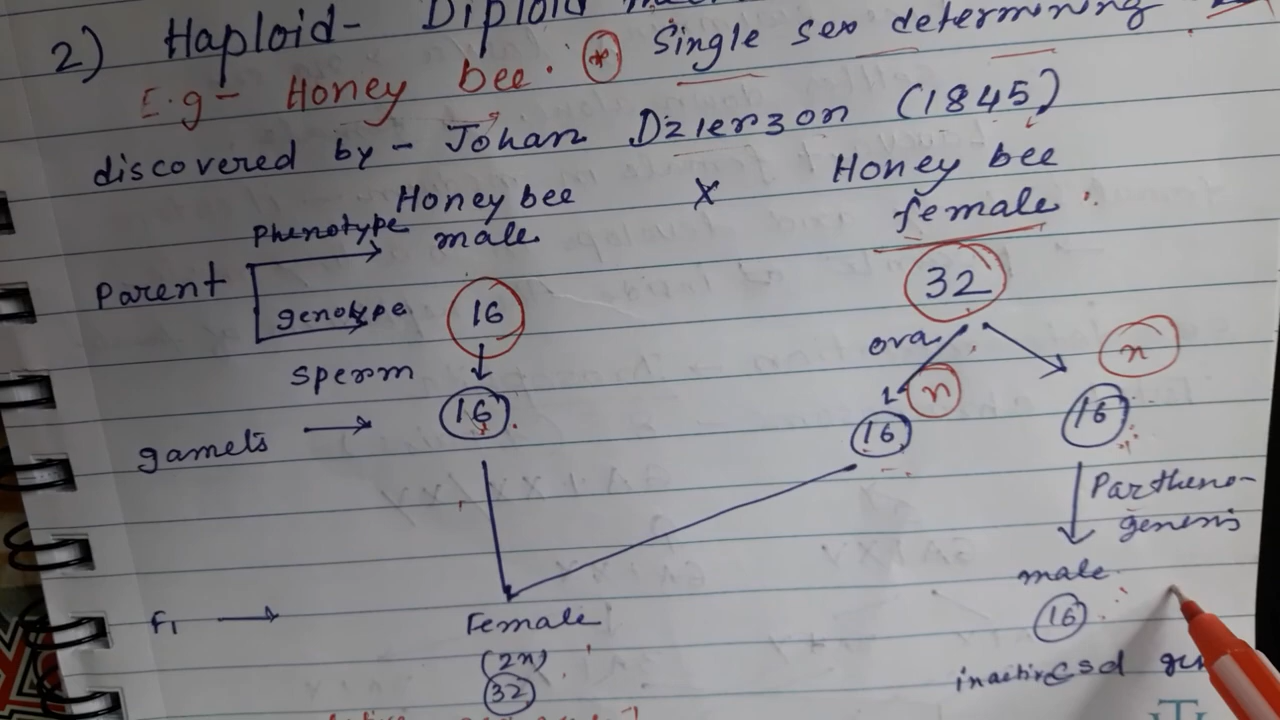 2) Haploid- Diploid
E.g - Honey bee. * Single sex determining
discovered by - Johan Dzierzon (1845)
Honey bee male X Honey bee female
Parent
Phenotype
genotype 16 32
sperm ova n n
gamets 16 16 16
Partheno-
genesis
male
F1 Female 16
(2n)
32 inactive csd